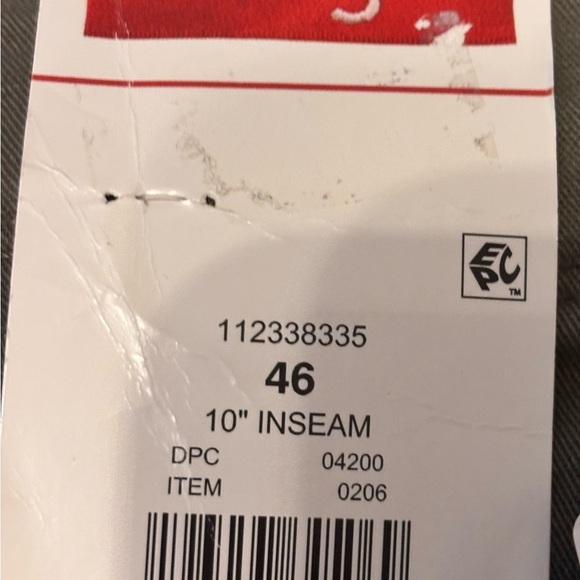 EPC
TM
112338335
46
10" INSEAM
DPC 04200
ITEM 0206